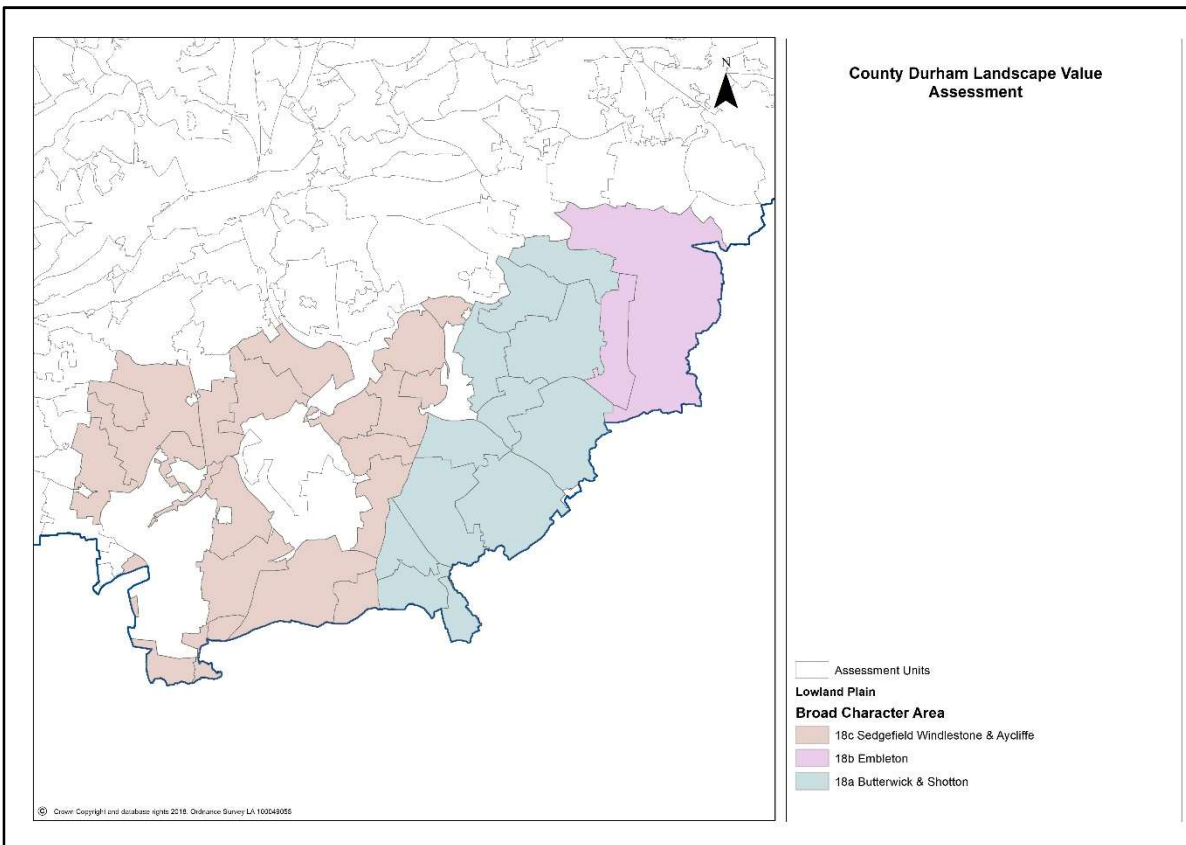 N
County Durham Landscape Value
Assessment
Assessment Units
Lowland Plain
Broad Character Area
18c Sedgefield Windlestone & Aycliffe
18b Embleton
18a Butterwick & Shotton
© Crown Copyright and database rights 2018. Ordnance Survey LA 100049055